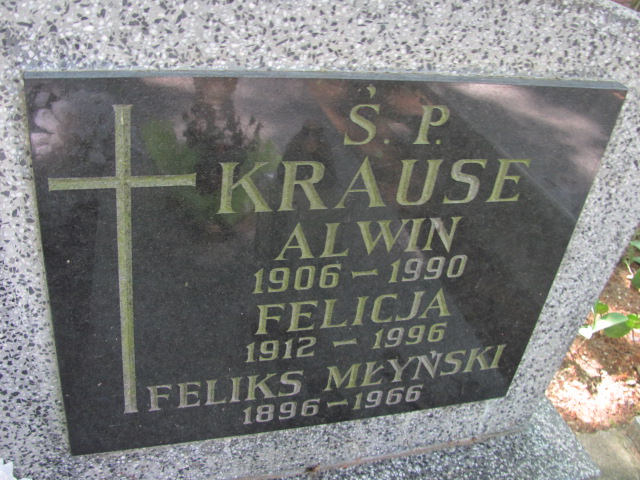 Ś. P.
KRAUSE
ALWIN
1906 – 1990
FELICJA
1912 – 1996
FELIKS MŁYŃSKI
1896 – 1966